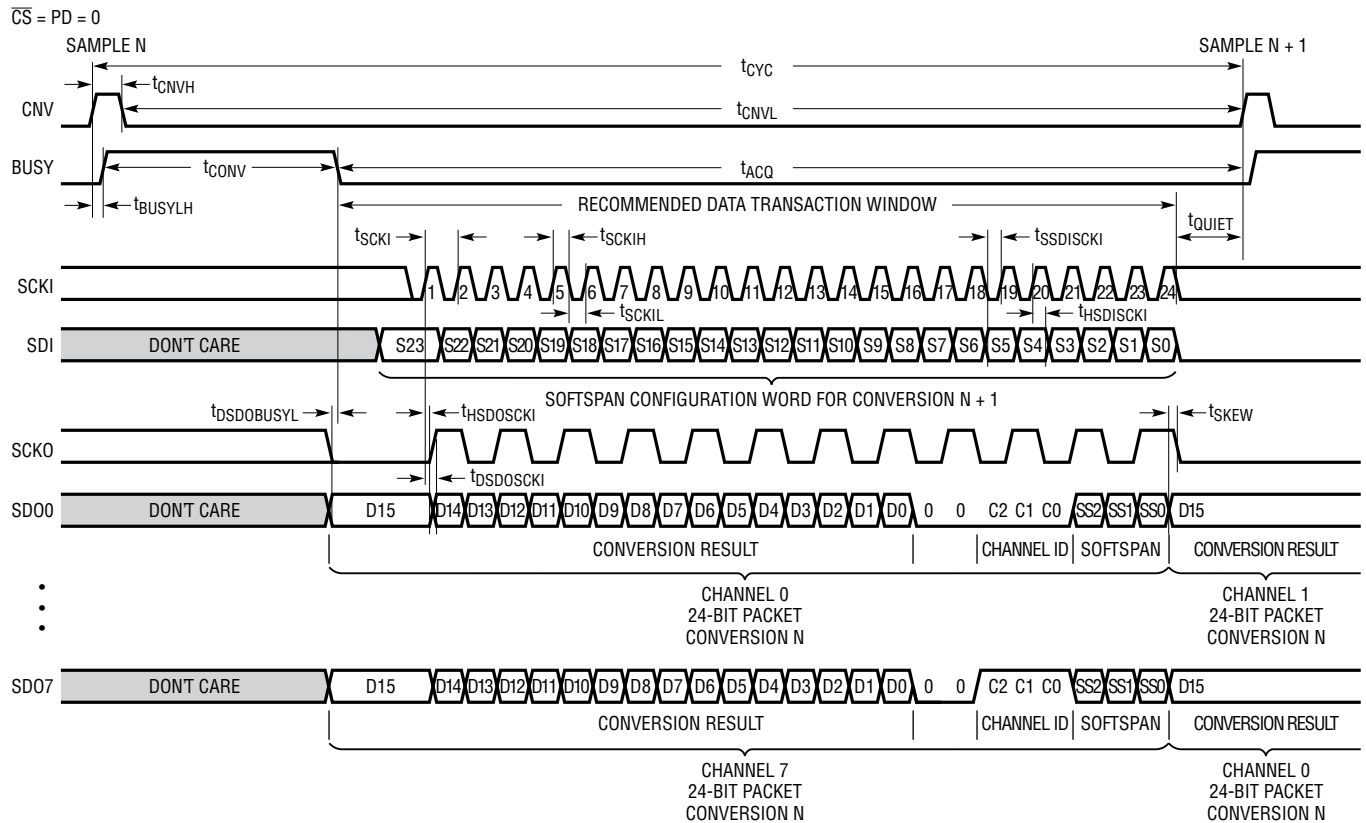 CS = PD = 0
SAMPLE N
SAMPLE N + 1
tCYC
tCNVH
CNV
tCNVL
BUSY
tCONV
tACQ
tBUSYLH
RECOMMENDED DATA TRANSACTION WINDOW
tQUIET
tSCKI
tSCKIH
tSSDISCKI
SCKI
1 2 3 4 5 6 7 8 9 10 11 12 13 14 15 16 17 18 19 20 21 22 23 24
tSCKIL
tHSDISCKI
SDI
DON'T CARE
S23 S22 S21 S20 S19 S18 S17 S16 S15 S14 S13 S12 S11 S10 S9 S8 S7 S6 S5 S4 S3 S2 S1 S0
SOFTSPAN CONFIGURATION WORD FOR CONVERSION N + 1
tDSDOBUSYL
tHSDOSCKI
tSKEW
SCKO
tDSDOSCKI
SDO0
DON'T CARE
D15 D14 D13 D12 D11 D10 D9 D8 D7 D6 D5 D4 D3 D2 D1 D0 0 0 C2 C1 C0 SS2 SS1 SS0 D15
CONVERSION RESULT
CHANNEL ID
SOFTSPAN
CONVERSION RESULT
CHANNEL 0
24-BIT PACKET
CONVERSION N
CHANNEL 1
24-BIT PACKET
CONVERSION N
SDO7
DON'T CARE
D15 D14 D13 D12 D11 D10 D9 D8 D7 D6 D5 D4 D3 D2 D1 D0 0 0 C2 C1 C0 SS2 SS1 SS0 D15
CONVERSION RESULT
CHANNEL ID
SOFTSPAN
CONVERSION RESULT
CHANNEL 7
24-BIT PACKET
CONVERSION N
CHANNEL 0
24-BIT PACKET
CONVERSION N